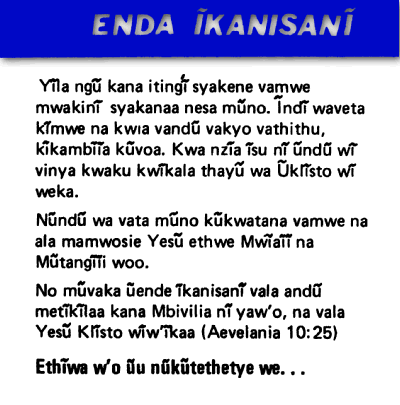 ENDA ĨKANISANĨ
Yĩla ngũ kana itingĩ syakene vamwe
mwakinĩ syakanaa nesa mũno. Ĩndĩ waveta
kĩmwe na kwia vandũ vakyo vathithu,
kĩkambĩĩa kũvoa. Kwa nzĩa ĩsu nĩ ũndũ wĩ
vinya kwaku kwĩkala thayũ wa Ũklĩsto wĩ
weka.
Nũndũ wa vata mũno kũkwatana vamwe na
ala mamwosie Yesũ ethwe Mwĩaĩĩ na
Mũtangĩĩi woo.
No mũvaka ũende ĩkanisanĩ vala andũ
metĩkĩlaa kana Mbivilia nĩ yaw'o, na vala
Yesũ Klĩsto wĩw'ĩkaa (Aevelania 10:25)
Ethĩwa w'o ũu nũkũtethetye we...